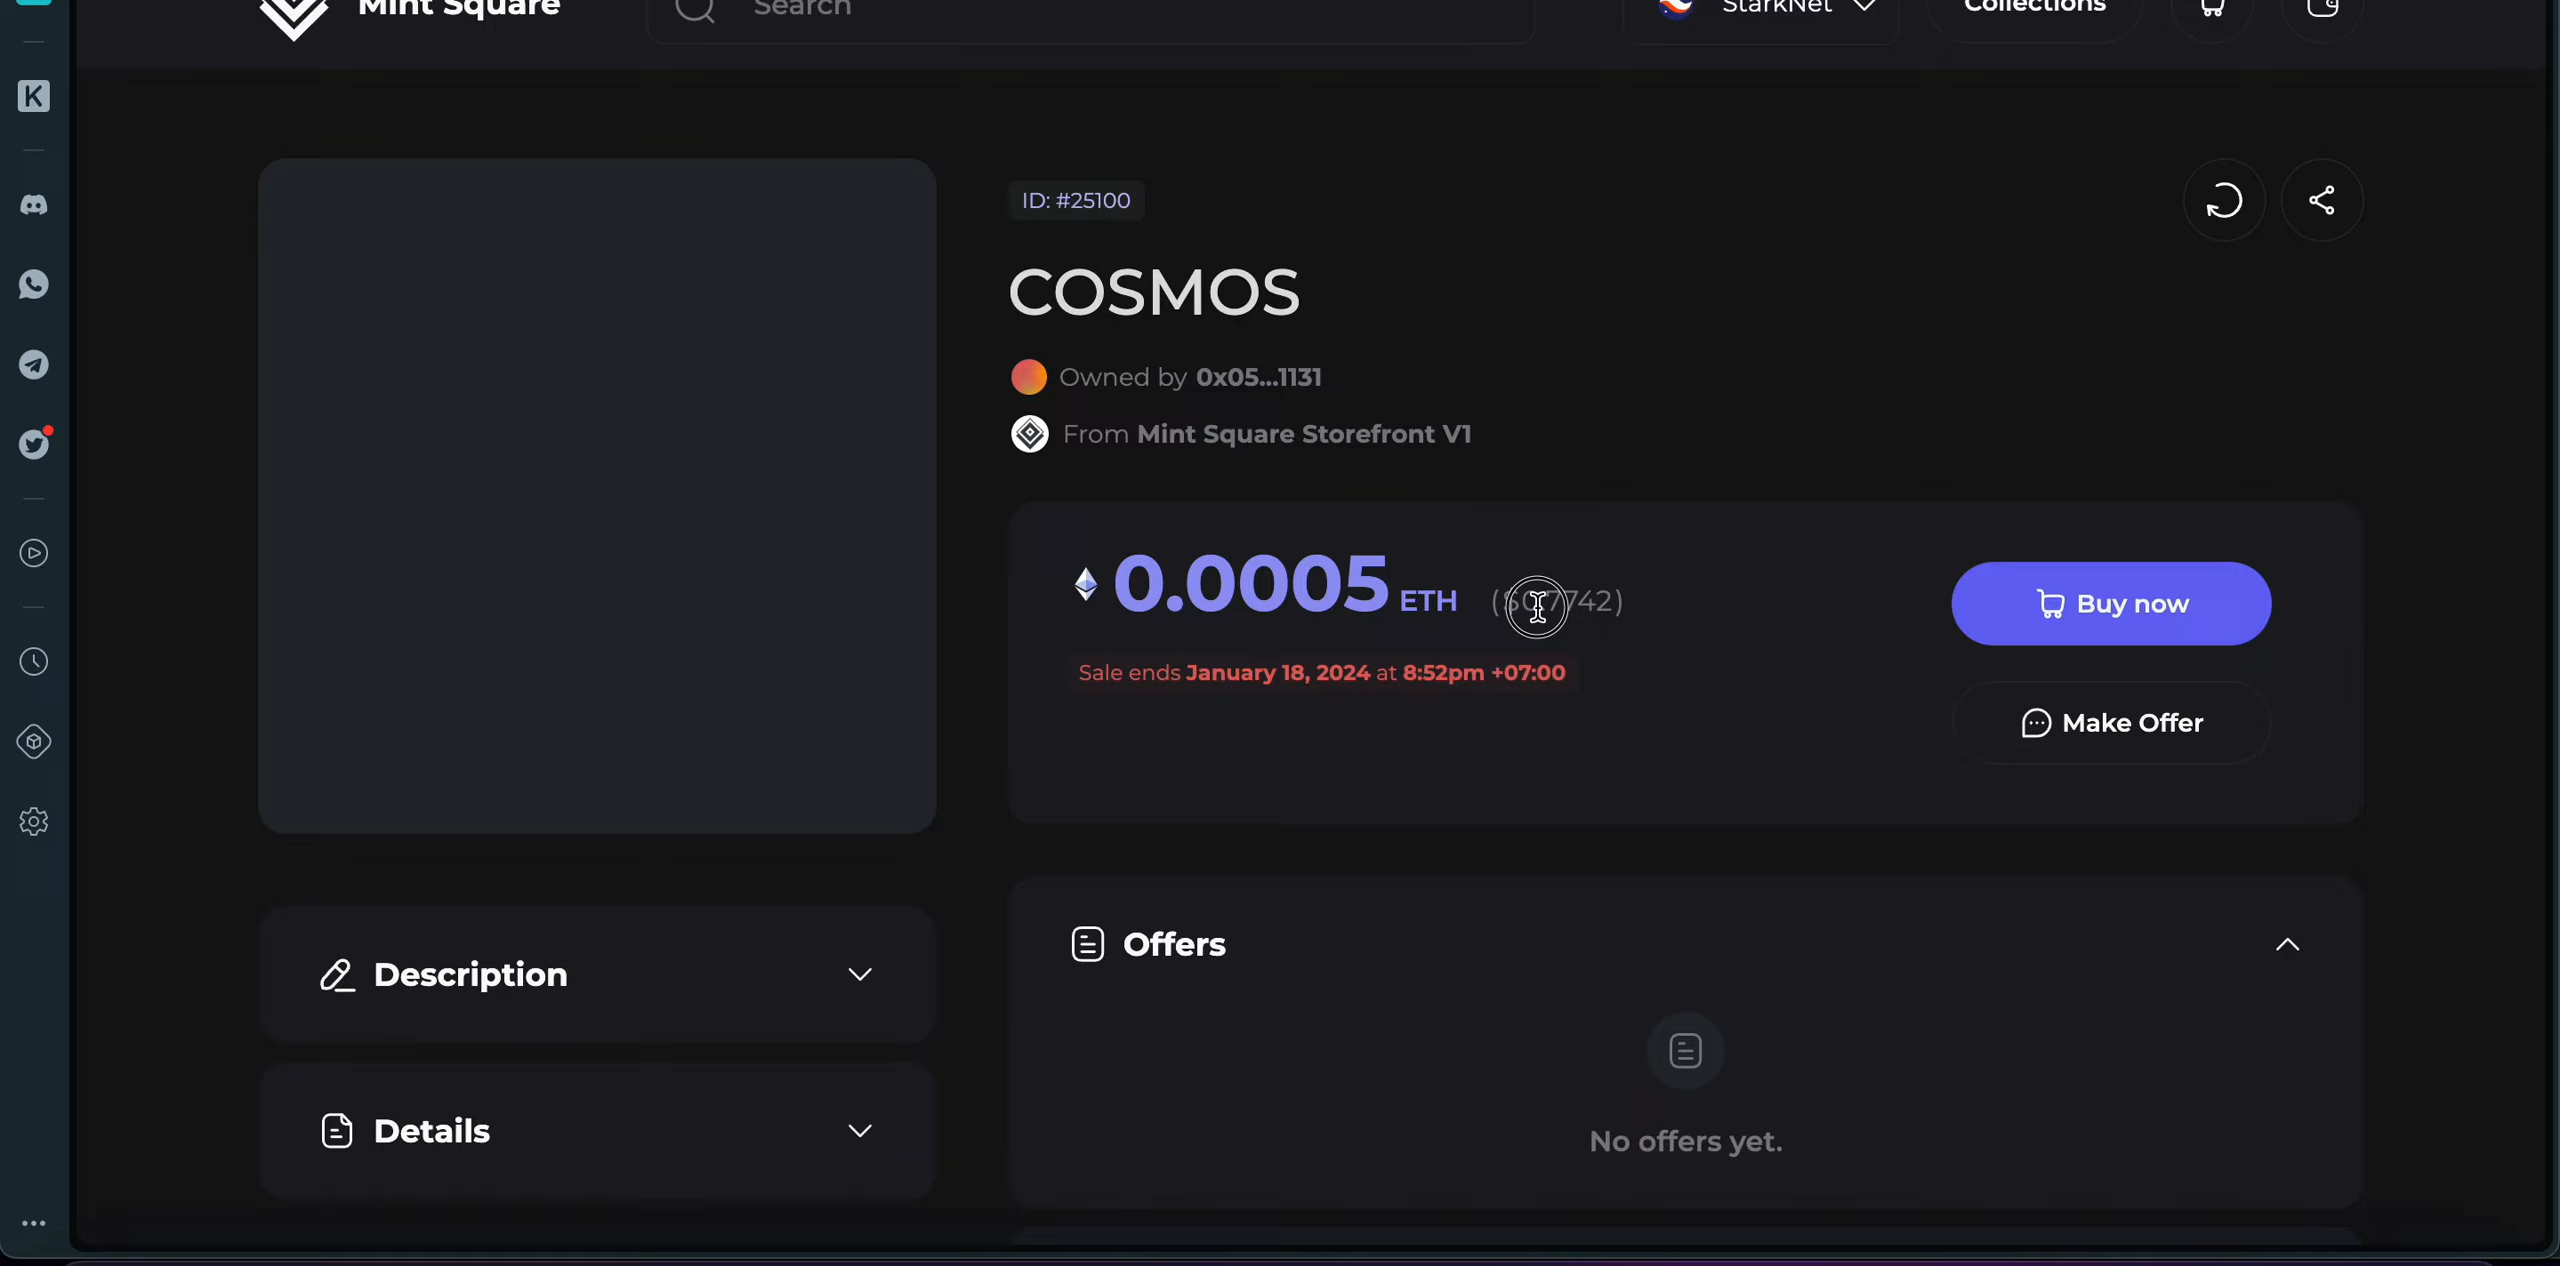 Mint Square
Search
StarkNet
Collections
K
ID: #25100
COSMOS
Owned by 0x05...1131
From Mint Square Storefront V1
0.0005 ETH
Buy now
Sale ends January 18, 2024 at 8:52pm +07:00
Make Offer
Offers
Description
No offers yet.
Details